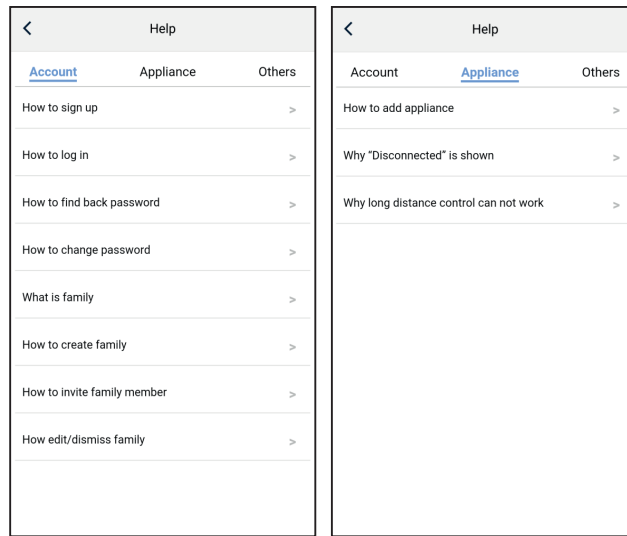 Help
Account Appliance Others
How to sign up >
How to log in >
How to find back password >
How to change password >
What is family >
How to create family >
How to invite family member >
How edit/dismiss family >
Help
Account Appliance Others
How to add appliance >
Why “Disconnected” is shown >
Why long distance control can not work >